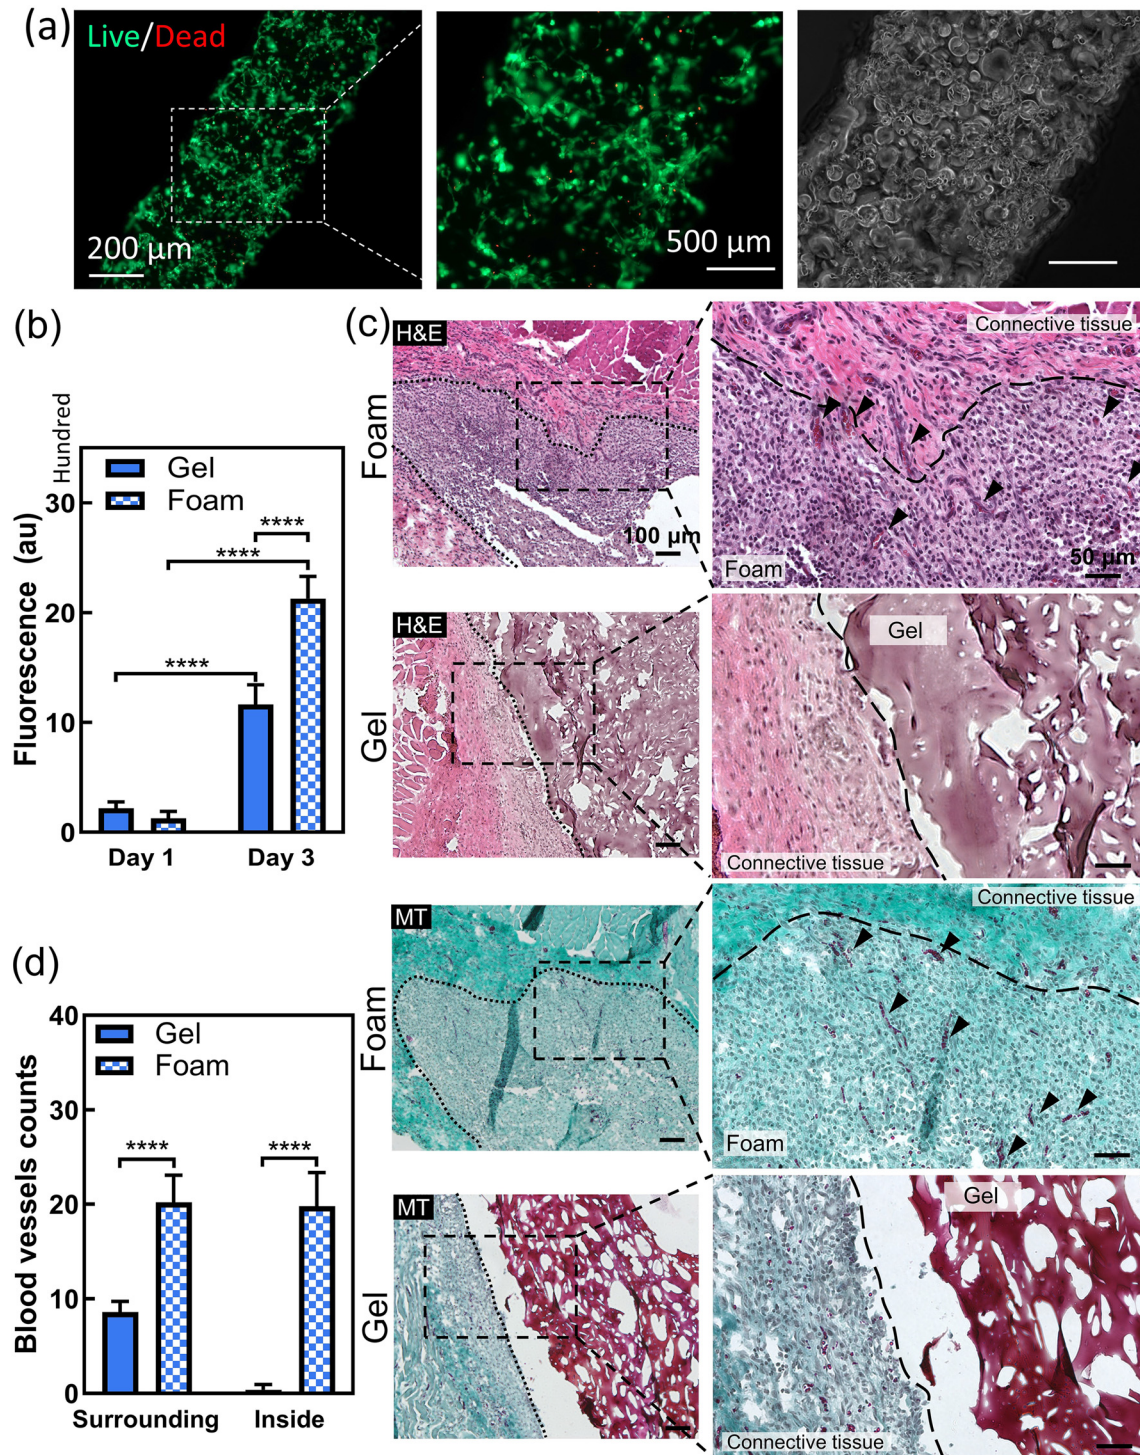 (a)
Live/Dead
200 µm
500 µm
(b)
Hundred
Fluorescence (au)
30
20
10
0
Gel
Foam
****
****
****
Day 1
Day 3
(c)
Foam
H&E
100 µm
Connective tissue
Foam
50 µm
Gel
H&E
Gel
Connective tissue
Foam
MT
Connective tissue
Foam
Gel
MT
Gel
Connective tissue
(d)
Blood vessels counts
40
30
20
10
0
Gel
Foam
****
****
Surrounding
Inside